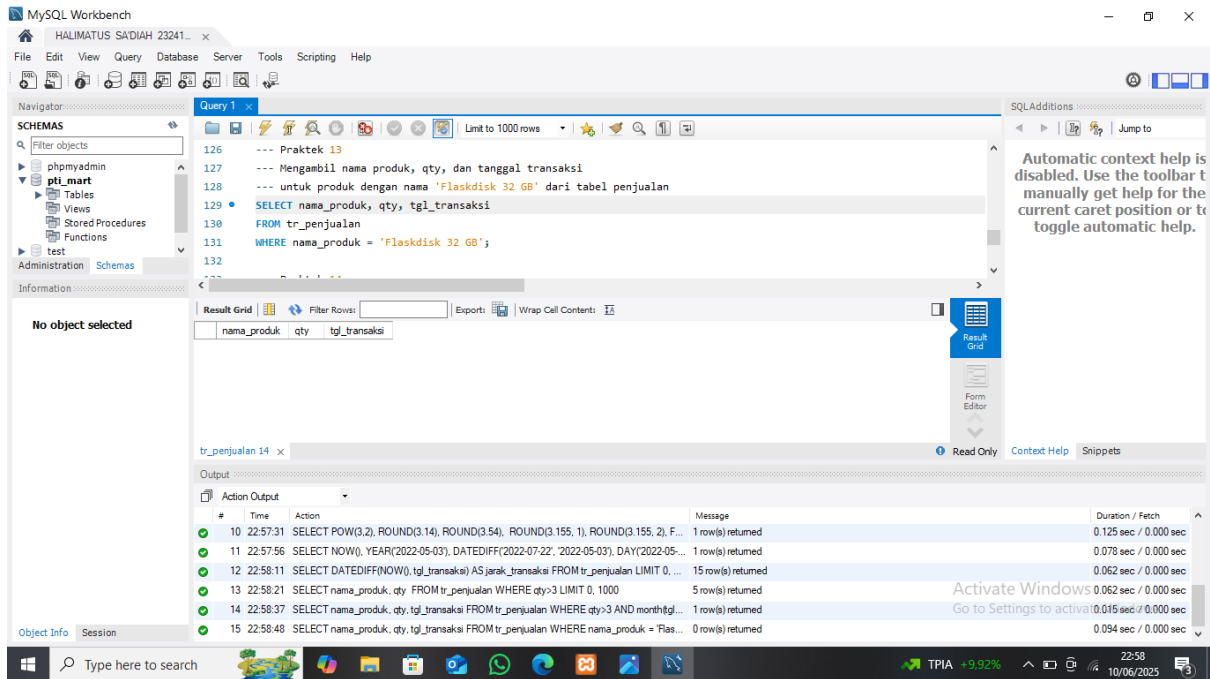 MySQL Workbench
HALIMATUS SA'DIAH 23241...
File Edit View Query Database Server Tools Scripting Help
Navigator
SCHEMAS
Filter objects
phpmyadmin
pti_mart
Tables
Views
Stored Procedures
Functions
test
Administration Schemas
Information
No object selected
Object Info Session
Query 1
Limit to 1000 rows
126 --- Praktek 13
127 --- Mengambil nama produk, qty, dan tanggal transaksi
128 --- untuk produk dengan nama 'Flaskdisk 32 GB' dari tabel penjualan
129 SELECT nama_produk, qty, tgl_transaksi
130 FROM tr_penjualan
131 WHERE nama_produk = 'Flaskdisk 32 GB';
132
Result Grid Filter Rows: Export: Wrap Cell Content:
nama_produk qty tgl_transaksi
Result Grid
Form Editor
tr_penjualan 14
Read Only
SQLAdditions
Jump to
Automatic context help is
disabled. Use the toolbar t
manually get help for the
current caret position or to
toggle automatic help.
Context Help Snippets
Output
Action Output
# Time Action Message Duration / Fetch
10 22:57:31 SELECT POW(3,2), ROUND(3.14), ROUND(3.54), ROUND(3.155, 1), ROUND(3.155, 2), F... 1 row(s) returned 0.125 sec / 0.000 sec
11 22:57:56 SELECT NOW(), YEAR('2022-05-03'), DATEDIFF('2022-07-22', '2022-05-03'), DAY('2022-05-... 1 row(s) returned 0.078 sec / 0.000 sec
12 22:58:11 SELECT DATEDIFF(NOW(), tgl_transaksi) AS jarak_transaksi FROM tr_penjualan LIMIT 0, ... 15 row(s) returned 0.062 sec / 0.000 sec
13 22:58:21 SELECT nama_produk, qty FROM tr_penjualan WHERE qty>3 LIMIT 0, 1000 5 row(s) returned 0.062 sec / 0.000 sec
14 22:58:37 SELECT nama_produk, qty, tgl_transaksi FROM tr_penjualan WHERE qty>3 AND month(tgl... 1 row(s) returned 0.015 sec / 0.000 sec
15 22:58:48 SELECT nama_produk, qty, tgl_transaksi FROM tr_penjualan WHERE nama_produk = 'Flas... 0 row(s) returned 0.094 sec / 0.000 sec
Activate Windows
Go to Settings to activate Windows.
Type here to search
TPIA +9,92%
22:58
10/06/2025
3